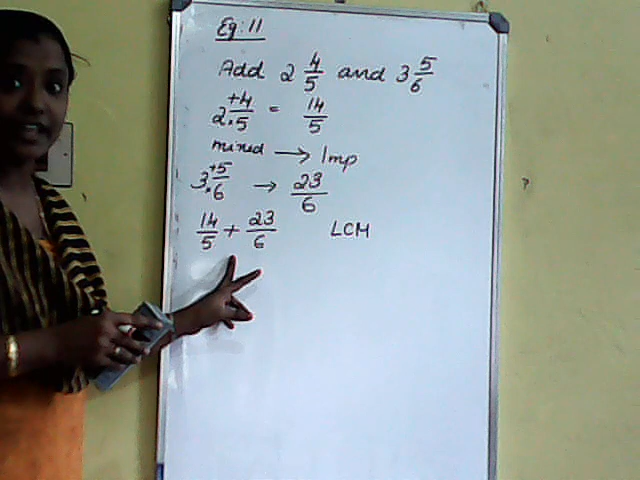 Eg: 11
Add 2 4/5 and 3 5/6
2 +4/.5 = 14/5
mixed → Imp
3 +5/.6 → 23/6
14/5 + 23/6 LCM